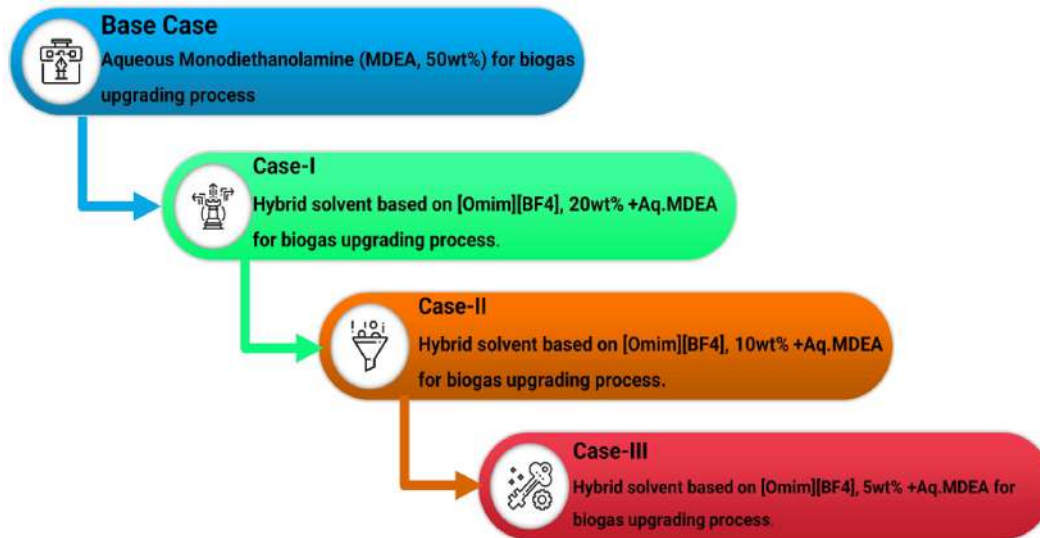 Base Case
Aqueous Monodiethanolamine (MDEA, 50wt%) for biogas
upgrading process
Case-I
Hybrid solvent based on [Omim][BF4], 20wt% +Aq.MDEA
for biogas upgrading process.
Case-II
Hybrid solvent based on [Omim][BF4], 10wt% +Aq.MDEA
for biogas upgrading process.
Case-III
Hybrid solvent based on [Omim][BF4], 5wt% +Aq.MDEA for
biogas upgrading process.